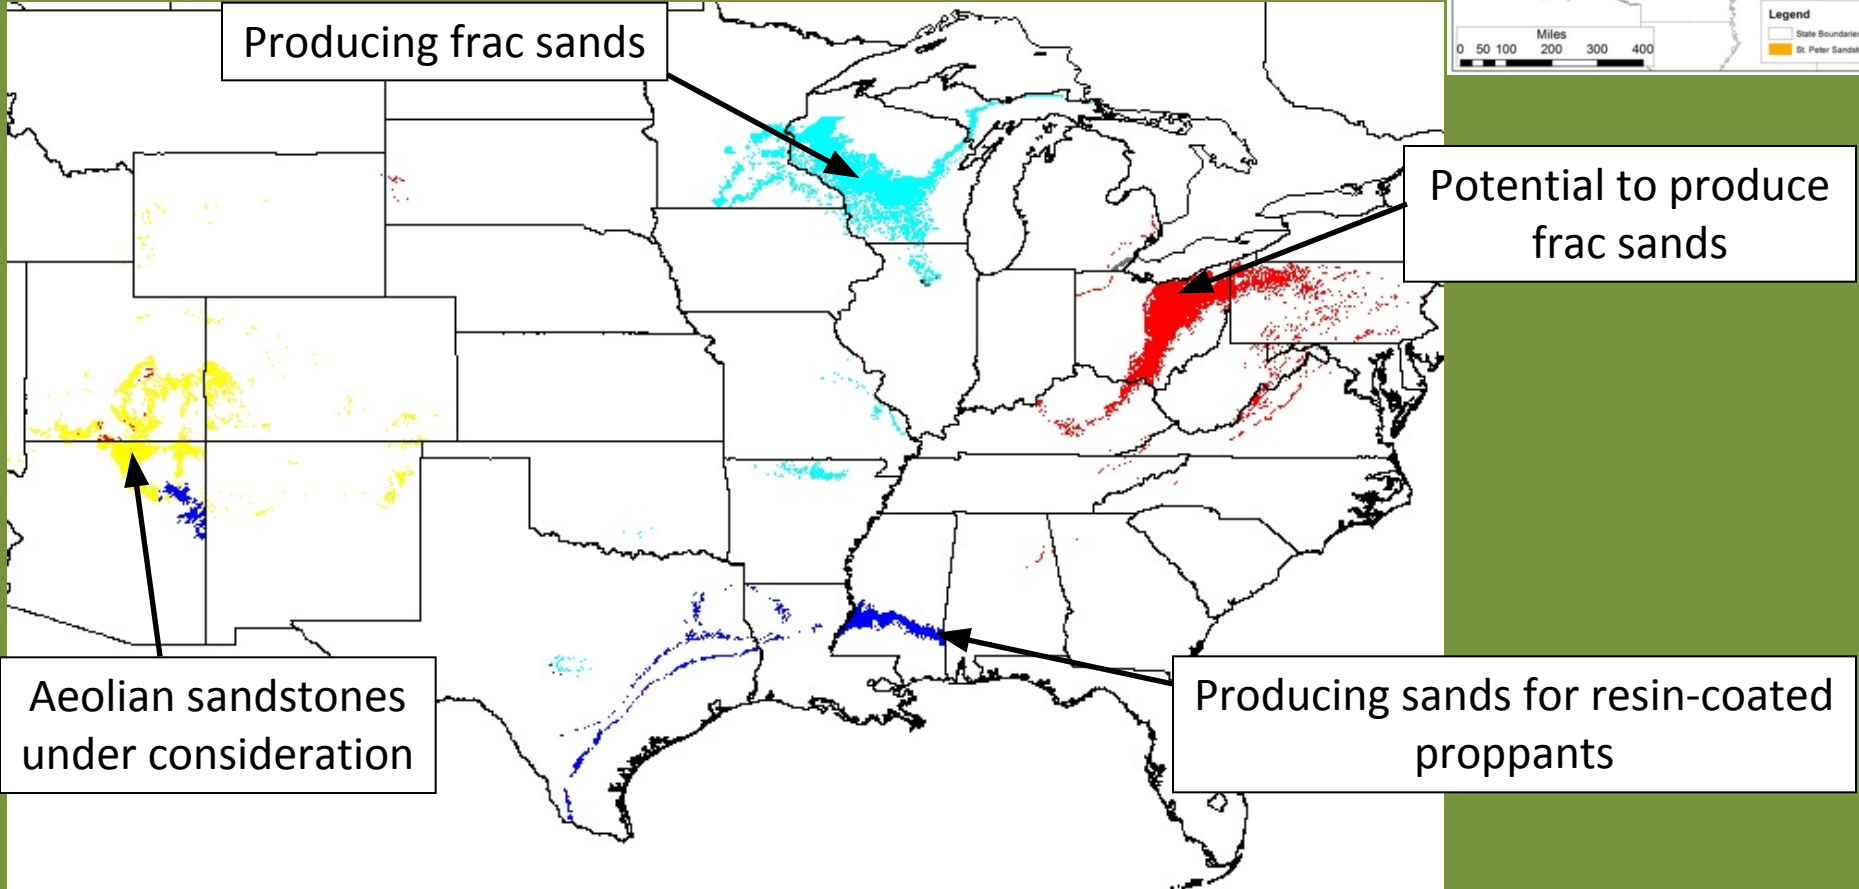 Producing frac sands
Legend
Miles
State Boundaries
0 50 100 200 300 400
St. Peter
Potential to produce
frac sands
Aeolian sandstones
under consideration
Producing sands for resin-coated
proppants